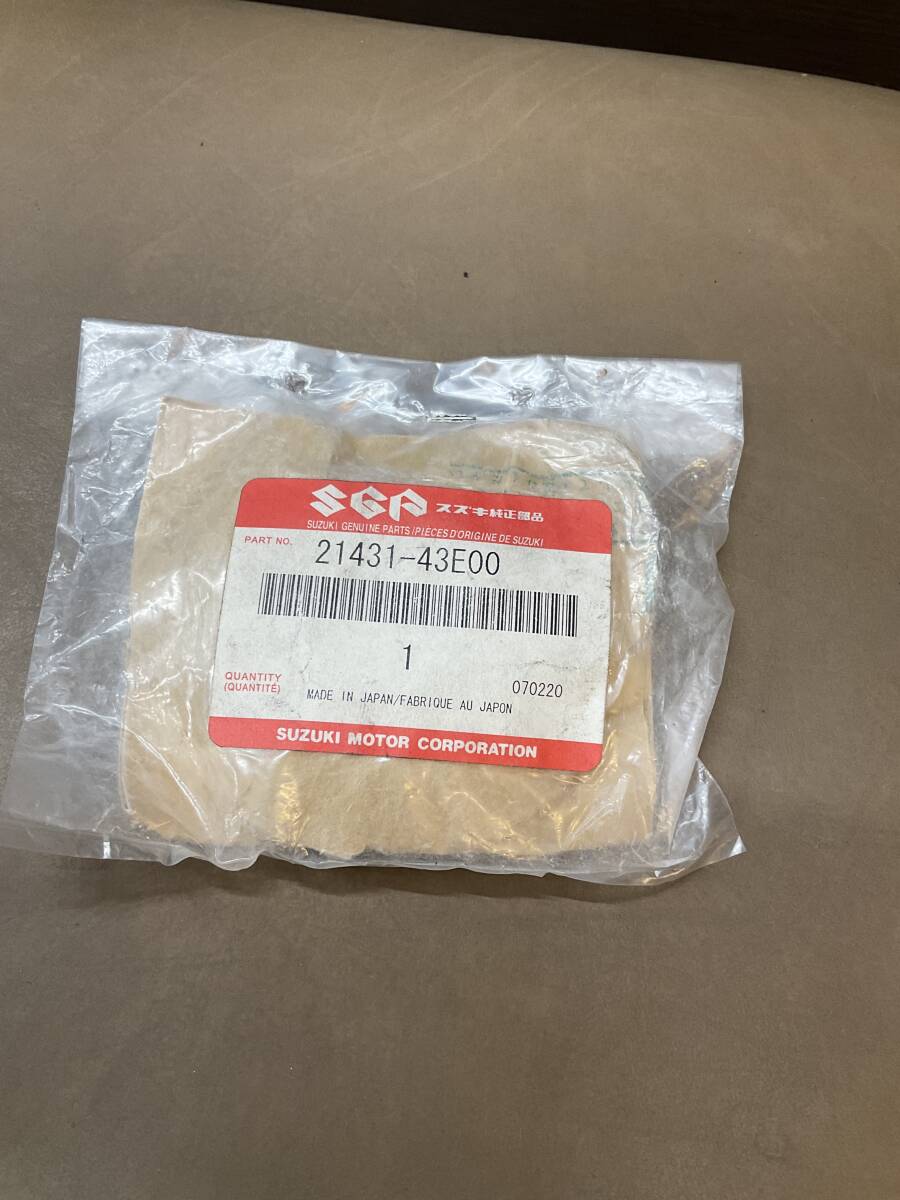 SGP スズキ純正部品
SUZUKI GENUINE PARTS/PIÈCES D'ORIGINE DE SUZUKI
PART NO. 21431-43E00
1
QUANTITY
(QUANTITÉ)
070220
MADE IN JAPAN/FABRIQUE AU JAPON
SUZUKI MOTOR CORPORATION